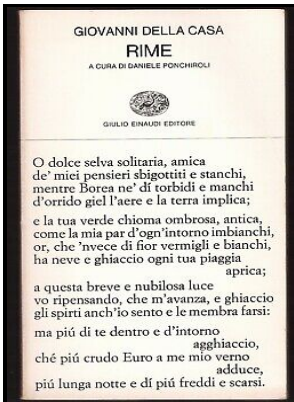 GIOVANNI DELLA CASA
RIME
A CURA DI DANIELE PONCHIROLI
GIULIO EINAUDI EDITORE
O dolce selva solitaria, amica
de' miei pensieri sbigottiti e stanchi,
mentre Borea ne' dí torbidi e manchi
d'orrido giel l'aere e la terra implica;
e la tua verde chioma ombrosa, antica,
come la mia par d'ogn'intorno imbianchi,
or, che 'nvece di fior vermigli e bianchi,
ha neve e ghiaccio ogni tua piaggia
aprica;
a questa breve e nubilosa luce
vo ripensando, che m'avanza, e ghiaccio
gli spirti anch'io sento e le membra farsi:
ma piú di te dentro e d'intorno
agghiaccio,
ché piú crudo Euro a me mio verno
adduce,
piú lunga notte e dí piú freddi e scarsi.